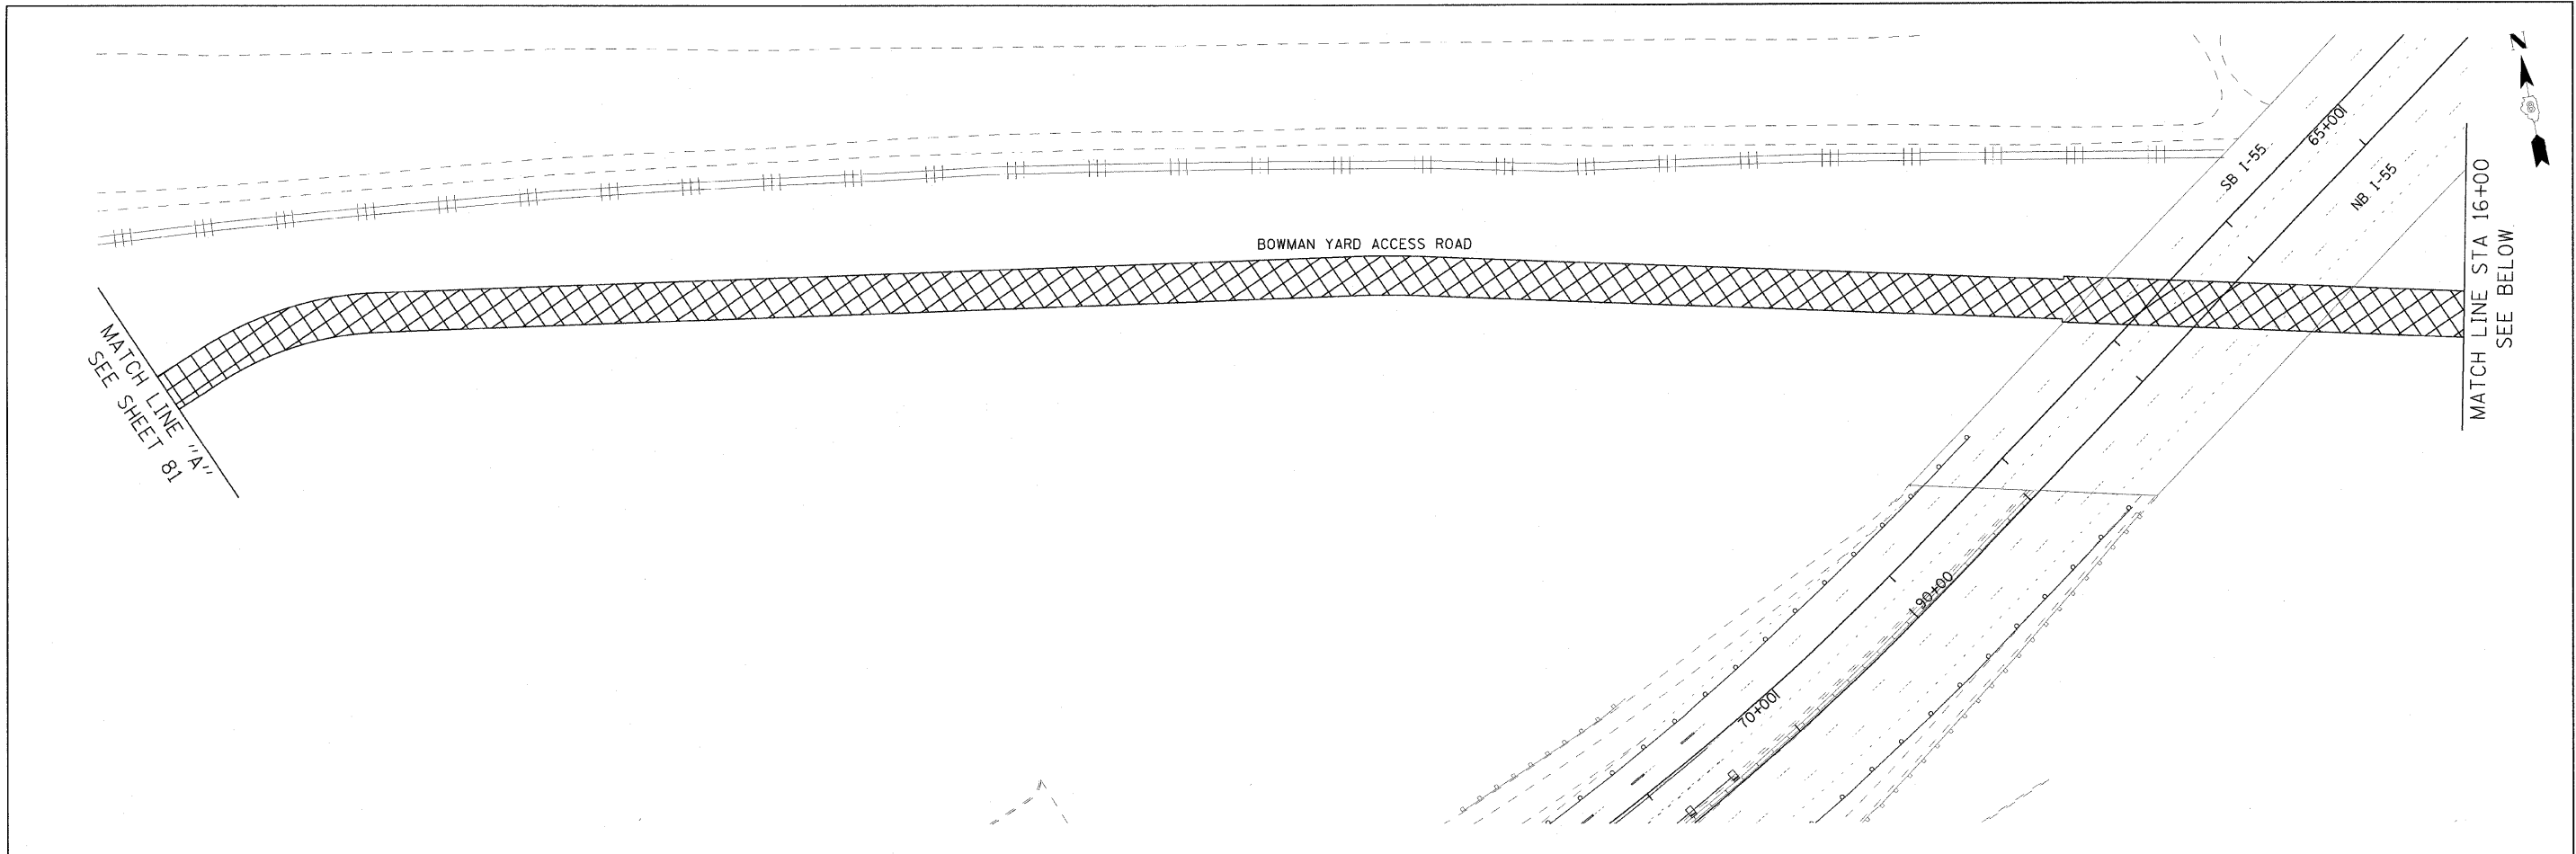 N
65+00
SB I-55
NB I-55
MATCH LINE STA 16+00
SEE BELOW
BOWMAN YARD ACCESS ROAD
MATCH LINE "A"
SEE SHEET 81
90+00
70+00